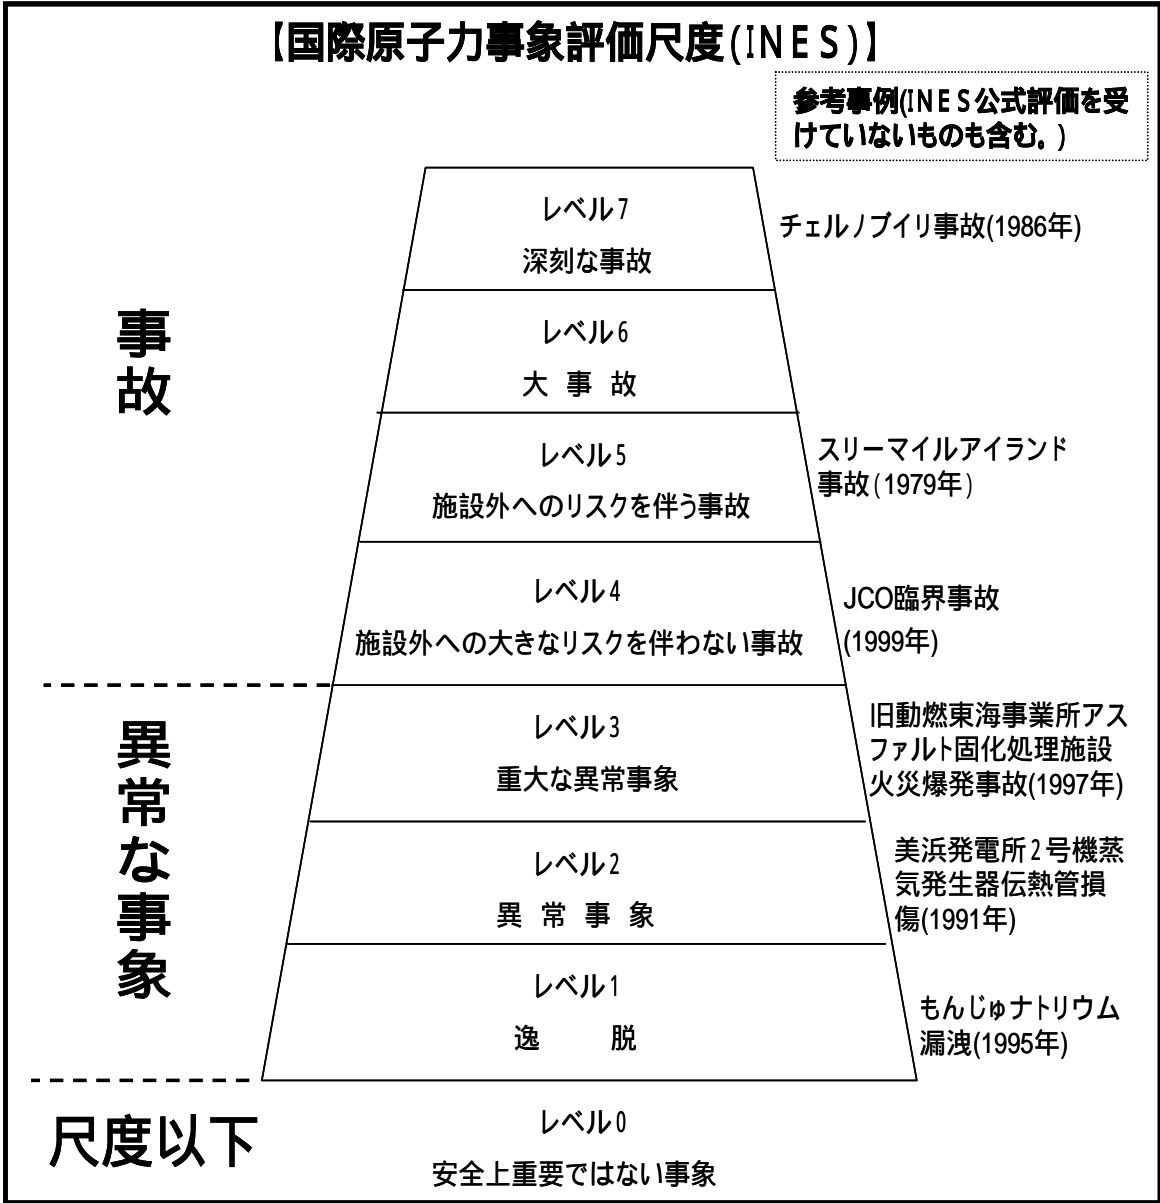 【国際原子力事象評価尺度(INES)】
参考事例(INES公式評価を受
けていないものも含む。)
レベル7
深刻な事故
チェルノブイリ事故(1986年)
事故
レベル6
大 事 故
レベル5
施設外へのリスクを伴う事故
スリーマイルアイランド
事故(1979年)
レベル4
施設外への大きなリスクを伴わない事故
JCO臨界事故
(1999年)
異常な事象
レベル3
重大な異常事象
旧動燃東海事業所アス
ファルト固化処理施設
火災爆発事故(1997年)
レベル2
異 常 事 象
美浜発電所2号機蒸
気発生器伝熱管損
傷(1991年)
レベル1
逸 脱
もんじゅナトリウム
漏洩(1995年)
尺度以下
レベル0
安全上重要ではない事象